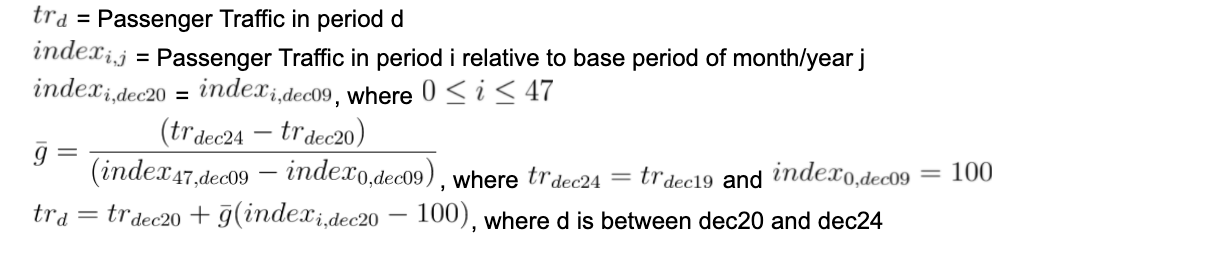 tr_d = Passenger Traffic in period d
index_{i,j} = Passenger Traffic in period i relative to base period of month/year j
index_{i,dec20} = index_{i,dec09}, where 0 ≤ i ≤ 47
ḡ = (tr_{dec24} − tr_{dec20}) / (index_{47,dec09} − index_{0,dec09}), where tr_{dec24} = tr_{dec19} and index_{0,dec09} = 100
tr_d = tr_{dec20} + ḡ(index_{i,dec20} − 100), where d is between dec20 and dec24